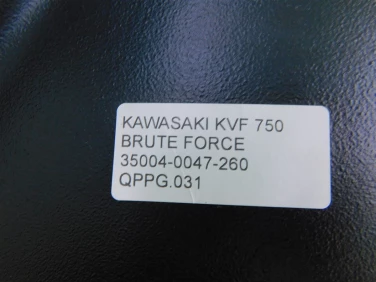 KAWASAKI KVF 750
BRUTE FORCE
35004-0047-260
QPPG.031